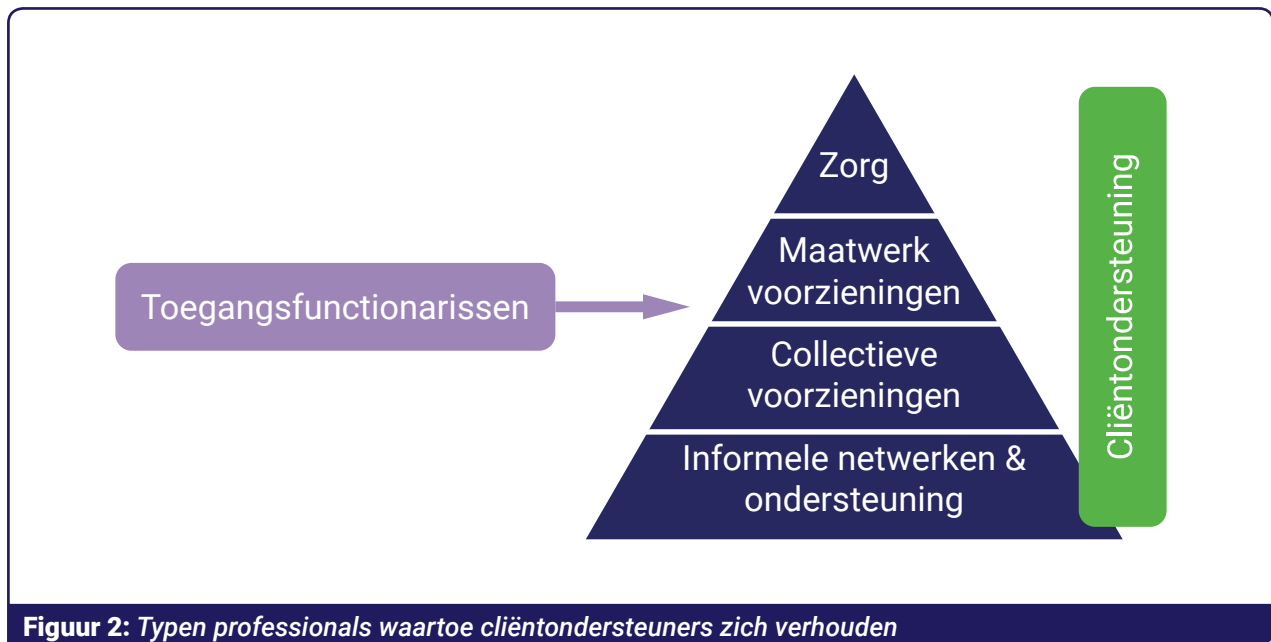 Zorg
Maatwerk
voorzieningen
Toegangsfunctionarissen
Collectieve
voorzieningen
Informele netwerken &
ondersteuning
Cliëntondersteuning
Figuur 2: Typen professionals waartoe cliëntondersteuners zich verhouden